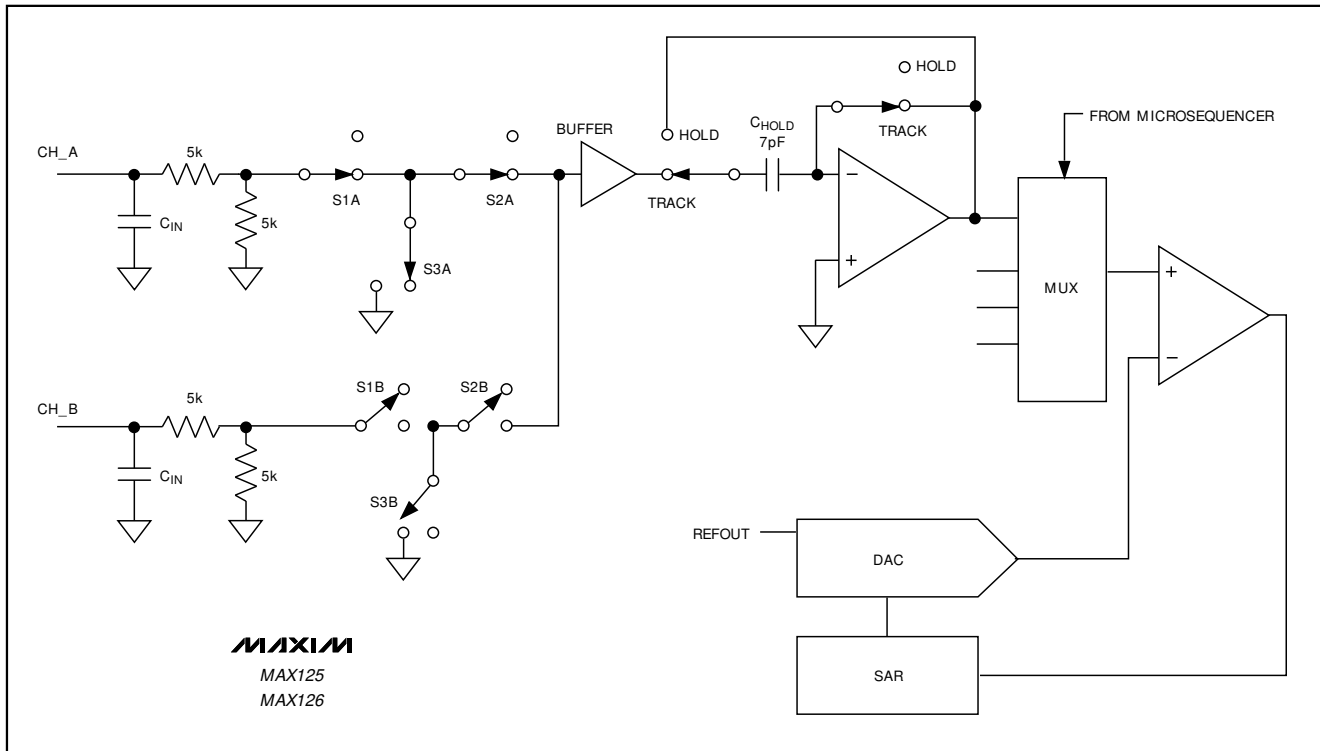 HOLD
BUFFER
HOLD
C_HOLD
7pF
TRACK
FROM MICROSEQUENCER
CH_A
5k
S1A
S2A
TRACK
−
C_IN
5k
S3A
+
MUX
+
−
CH_B
5k
S1B
S2B
C_IN
5k
S3B
REFOUT
DAC
MAXIM
MAX125
MAX126
SAR